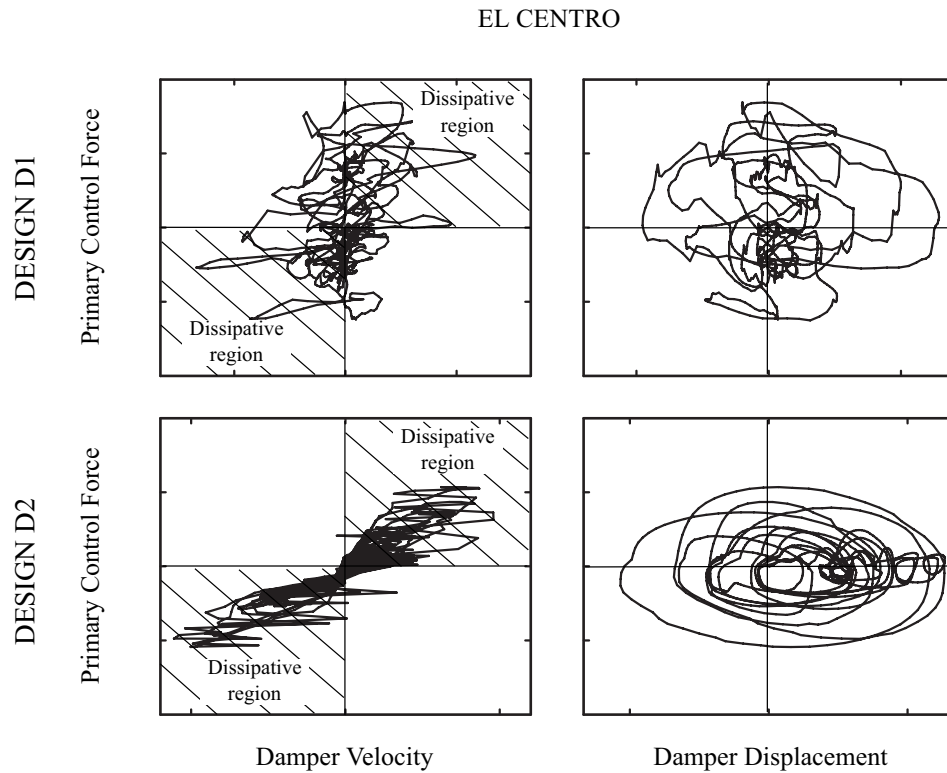 EL CENTRO
DESIGN D1
Primary Control Force
Dissipative
region
Dissipative
region
DESIGN D2
Primary Control Force
Dissipative
region
Dissipative
region
Damper Velocity
Damper Displacement